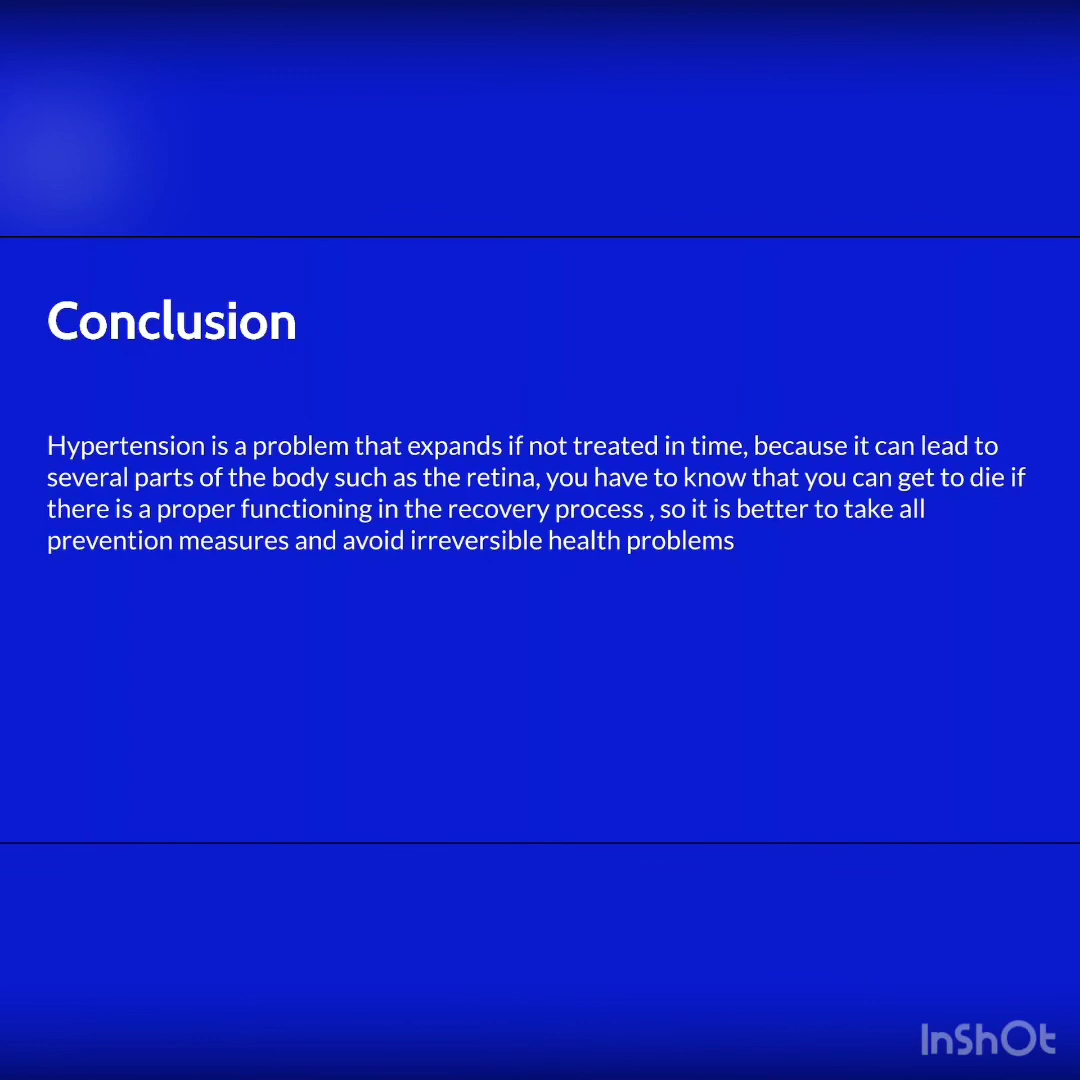 Conclusion
Hypertension is a problem that expands if not treated in time, because it can lead to
several parts of the body such as the retina, you have to know that you can get to die if
there is a proper functioning in the recovery process , so it is better to take all
prevention measures and avoid irreversible health problems
InShOt